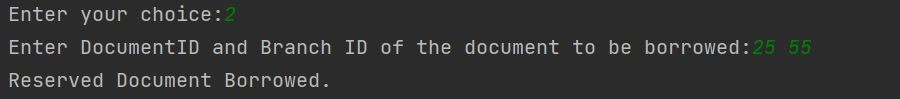 Enter your choice:2
Enter DocumentID and Branch ID of the document to be borrowed:25 55
Reserved Document Borrowed.